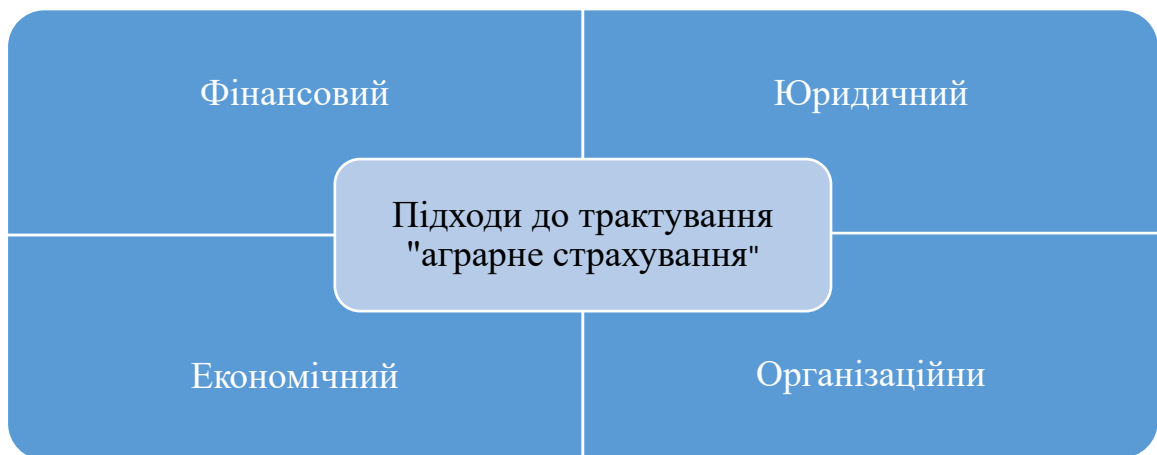 Фінансовий
Юридичний
Підходи до трактування
"аграрне страхування"
Економічний
Організаційни